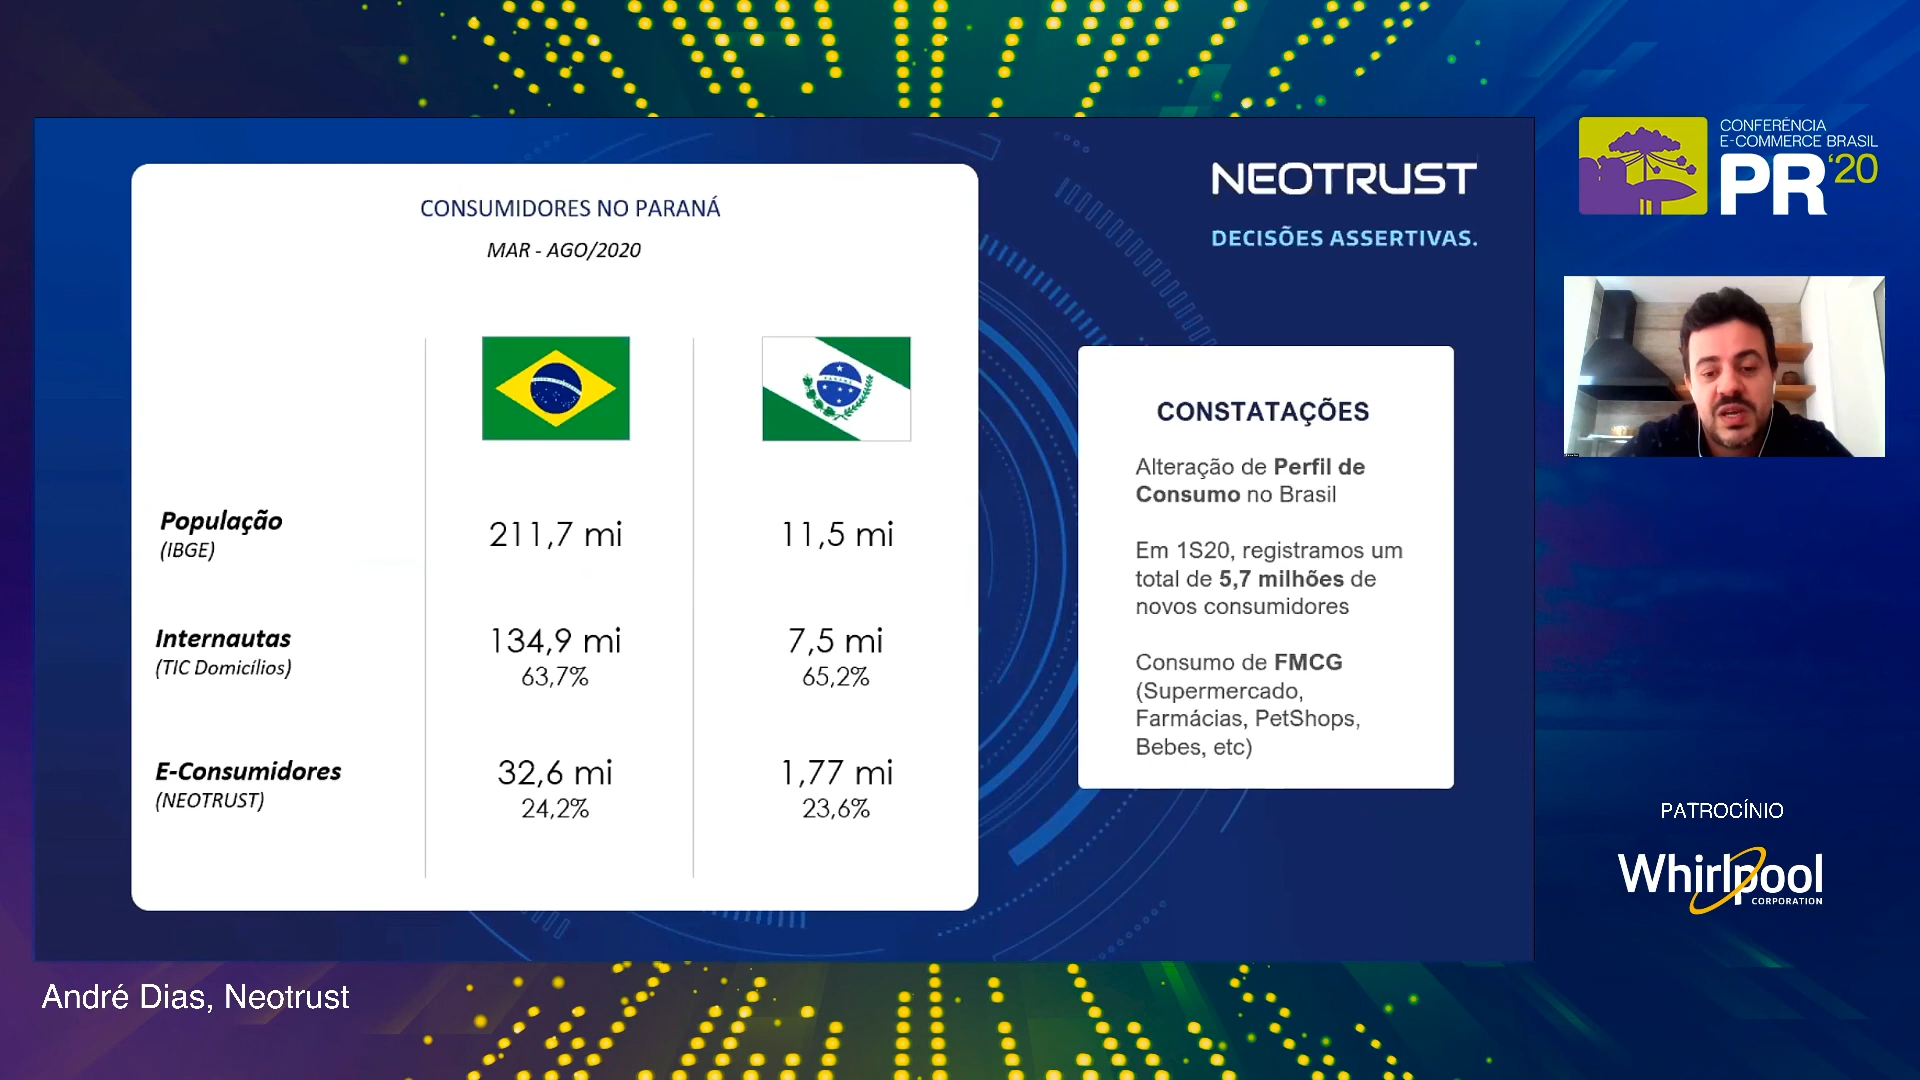 CONSUMIDORES NO PARANÁ
MAR - AGO/2020
População
(IBGE)
211,7 mi
11,5 mi
Internautas
(TIC Domicílios)
134,9 mi
63,7%
7,5 mi
65,2%
E-Consumidores
(NEOTRUST)
32,6 mi
24,2%
1,77 mi
23,6%
NEOTRUST
DECISÕES ASSERTIVAS.
CONSTATAÇÕES
Alteração de Perfil de
Consumo no Brasil
Em 1S20, registramos um
total de 5,7 milhões de
novos consumidores
Consumo de FMCG
(Supermercado,
Farmácias, PetShops,
Bebes, etc)
CONFERÊNCIA
E-COMMERCE BRASIL
PR '20
PATROCÍNIO
Whirlpool
CORPORATION
André Dias, Neotrust